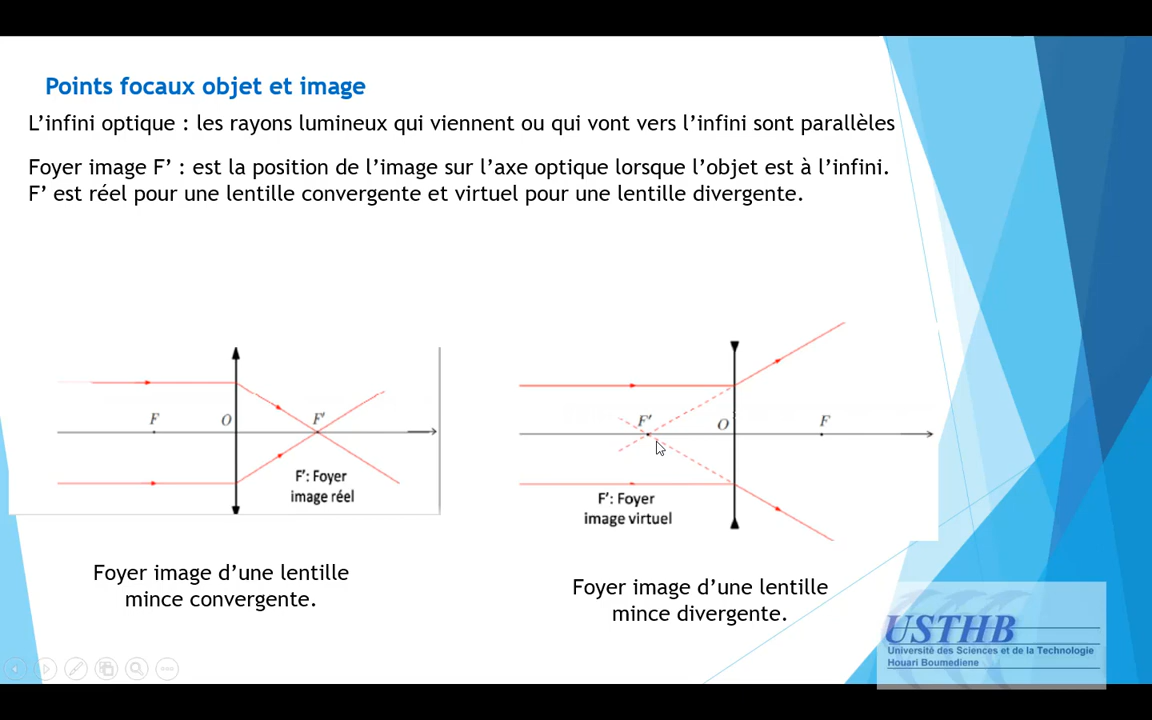 Points focaux objet et image
L’infini optique : les rayons lumineux qui viennent ou qui vont vers l’infini sont parallèles
Foyer image F’ : est la position de l’image sur l’axe optique lorsque l’objet est à l’infini.
F’ est réel pour une lentille convergente et virtuel pour une lentille divergente.
F O F'
F': Foyer
image réel
Foyer image d’une lentille
mince convergente.
F' O F
F': Foyer
image virtuel
Foyer image d’une lentille
mince divergente.
USTHB
Université des Sciences et de la Technologie
Houari Boumediene